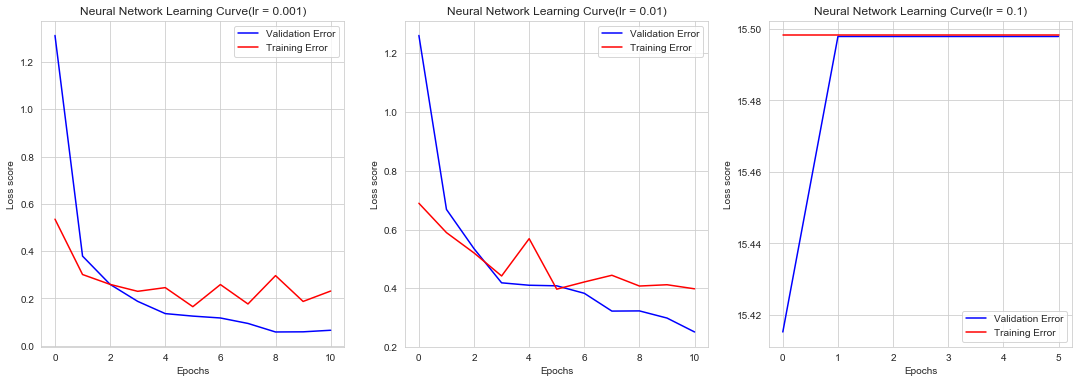 Neural Network Learning Curve(lr = 0.001)
Validation Error
Training Error
1.2
1.0
0.8
0.6
0.4
0.2
0.0
Loss score
0 2 4 6 8 10
Epochs
Neural Network Learning Curve(lr = 0.01)
Validation Error
Training Error
1.2
1.0
0.8
0.6
0.4
0.2
Loss score
0 2 4 6 8 10
Epochs
Neural Network Learning Curve(lr = 0.1)
15.50
15.48
15.46
15.44
15.42
Loss score
Validation Error
Training Error
0 1 2 3 4 5
Epochs